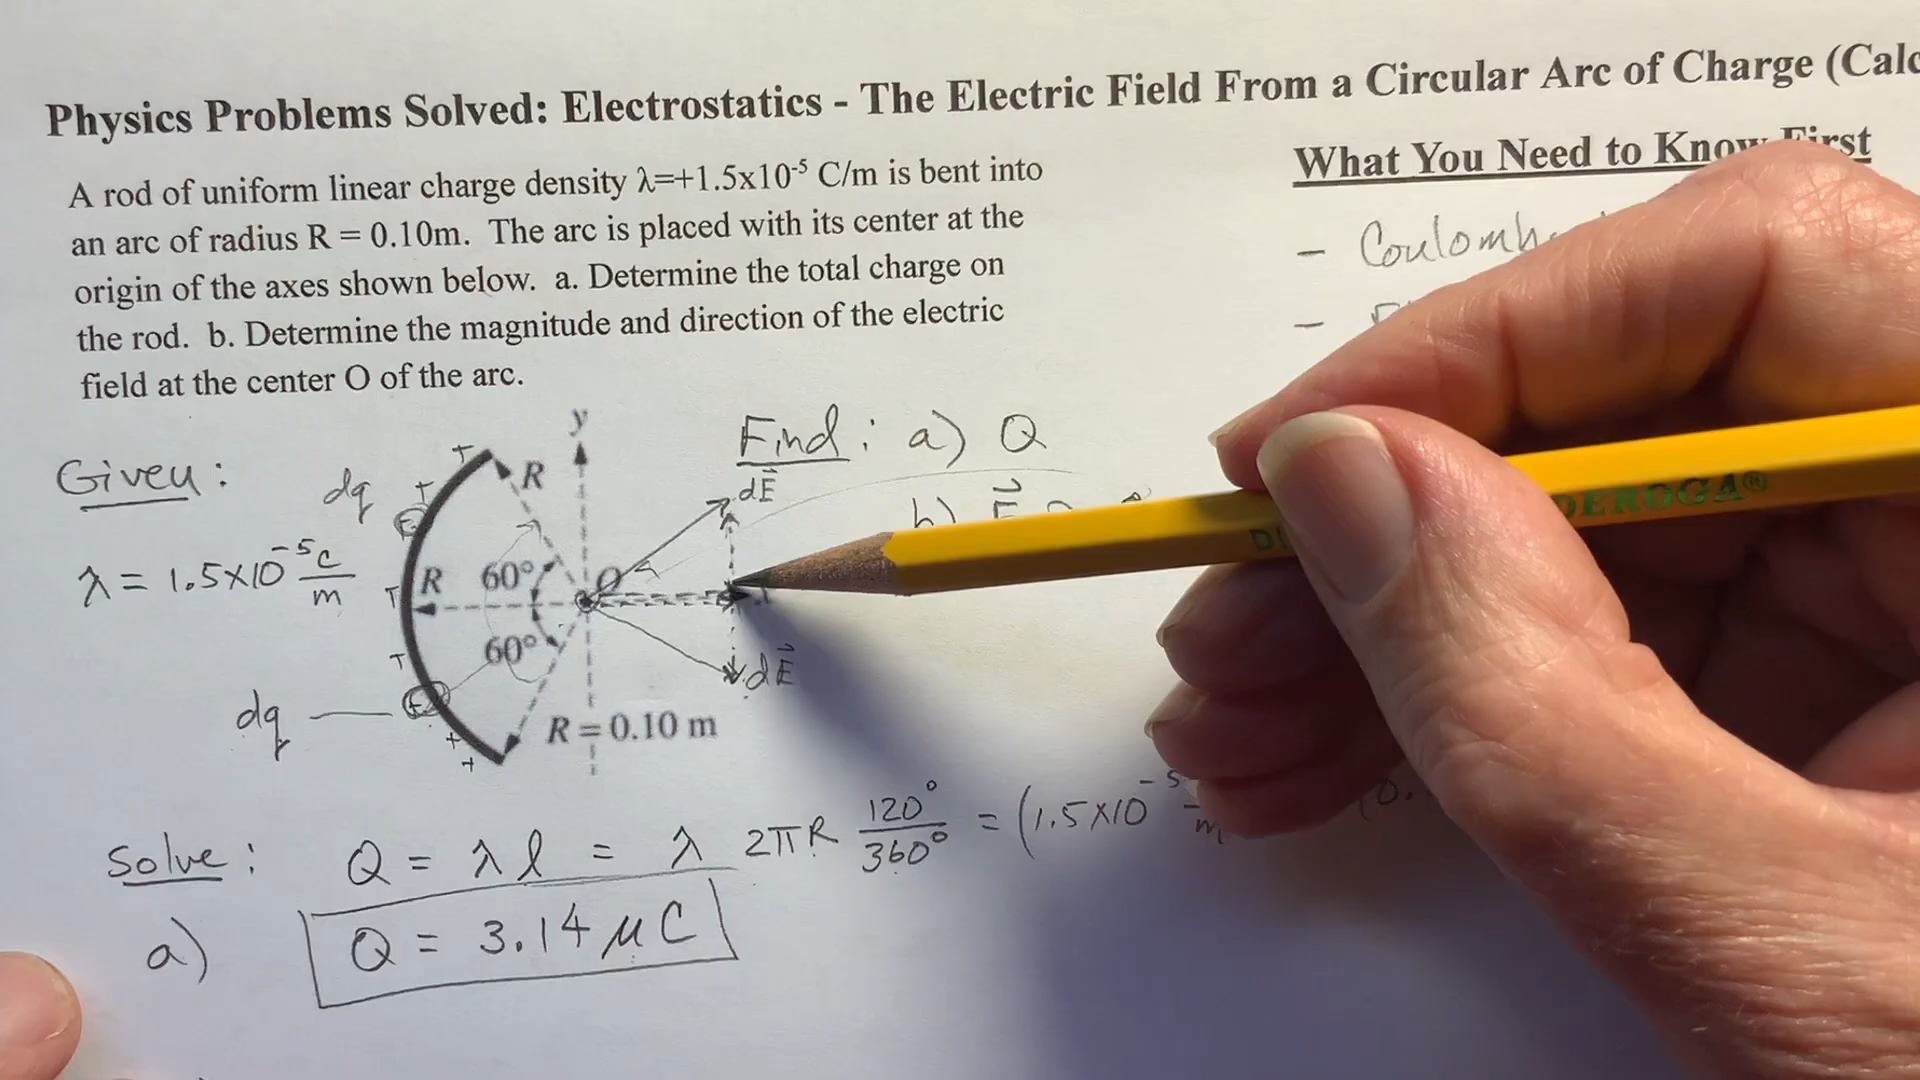 Physics Problems Solved: Electrostatics - The Electric Field From a Circular Arc of Charge (Calc
A rod of uniform linear charge density λ=+1.5x10⁻⁵ C/m is bent into
an arc of radius R = 0.10m. The arc is placed with its center at the
origin of the axes shown below. a. Determine the total charge on
the rod. b. Determine the magnitude and direction of the electric
field at the center O of the arc.
What You Need to Know First
- Coulomb
-
Given:
λ = 1.5x10⁻⁵ C/m
dq
dq
y
R
R
60°
60°
O
R = 0.10 m
dE⃗
dE⃗
Find: a) Q
b) E⃗
Solve: Q = λl = λ 2πR 120°/360° = (1.5x10⁻⁵ /m (0.
a) Q = 3.14 μC
DEROGA®